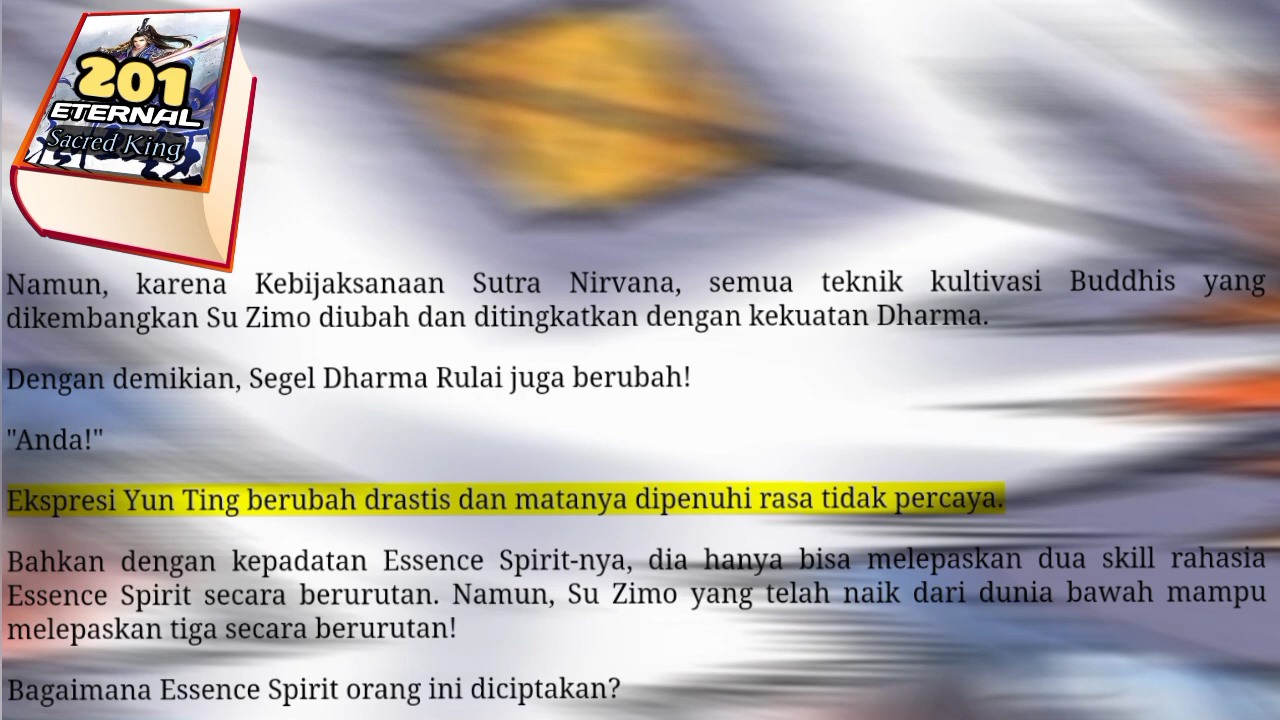 201
ETERNAL
Sacred King
Namun, karena Kebijaksanaan Sutra Nirvana, semua teknik kultivasi Buddhis yang
dikembangkan Su Zimo diubah dan ditingkatkan dengan kekuatan Dharma.
Dengan demikian, Segel Dharma Rulai juga berubah!
"Anda!"
Ekspresi Yun Ting berubah drastis dan matanya dipenuhi rasa tidak percaya.
Bahkan dengan kepadatan Essence Spirit-nya, dia hanya bisa melepaskan dua skill rahasia
Essence Spirit secara berurutan. Namun, Su Zimo yang telah naik dari dunia bawah mampu
melepaskan tiga secara berurutan!
Bagaimana Essence Spirit orang ini diciptakan?